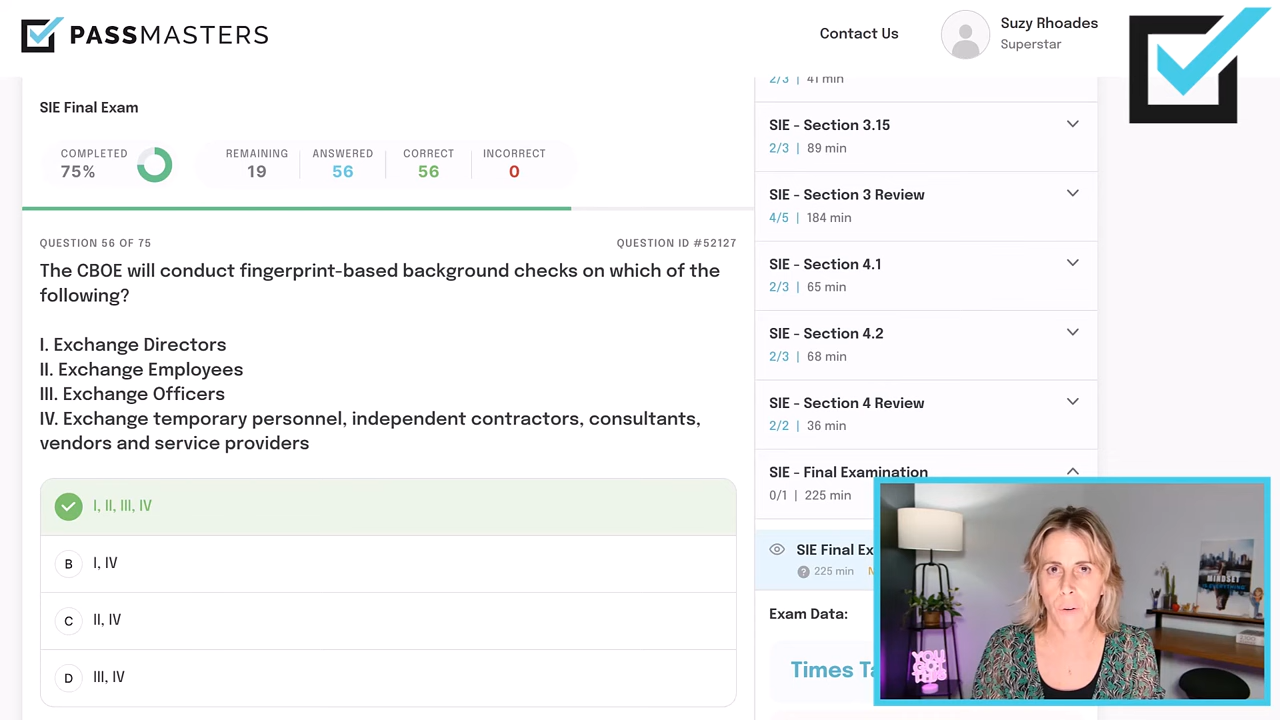 PASSMASTERS
Contact Us
Suzy Rhoades
Superstar
SIE Final Exam
COMPLETED
75%
REMAINING
19
ANSWERED
56
CORRECT
56
INCORRECT
0
QUESTION 56 OF 75
QUESTION ID #52127
The CBOE will conduct fingerprint-based background checks on which of the
following?
I. Exchange Directors
II. Exchange Employees
III. Exchange Officers
IV. Exchange temporary personnel, independent contractors, consultants,
vendors and service providers
I, II, III, IV
B I, IV
C II, IV
D III, IV
2/3 | 41 min
SIE - Section 3.15
2/3 | 89 min
SIE - Section 3 Review
4/5 | 184 min
SIE - Section 4.1
2/3 | 65 min
SIE - Section 4.2
2/3 | 68 min
SIE - Section 4 Review
2/2 | 36 min
SIE - Final Examination
0/1 | 225 min
SIE Final Ex
? 225 min
Exam Data:
Times Ta
MINDSET
IS EVERYTHING
YOU
GOT
THIS